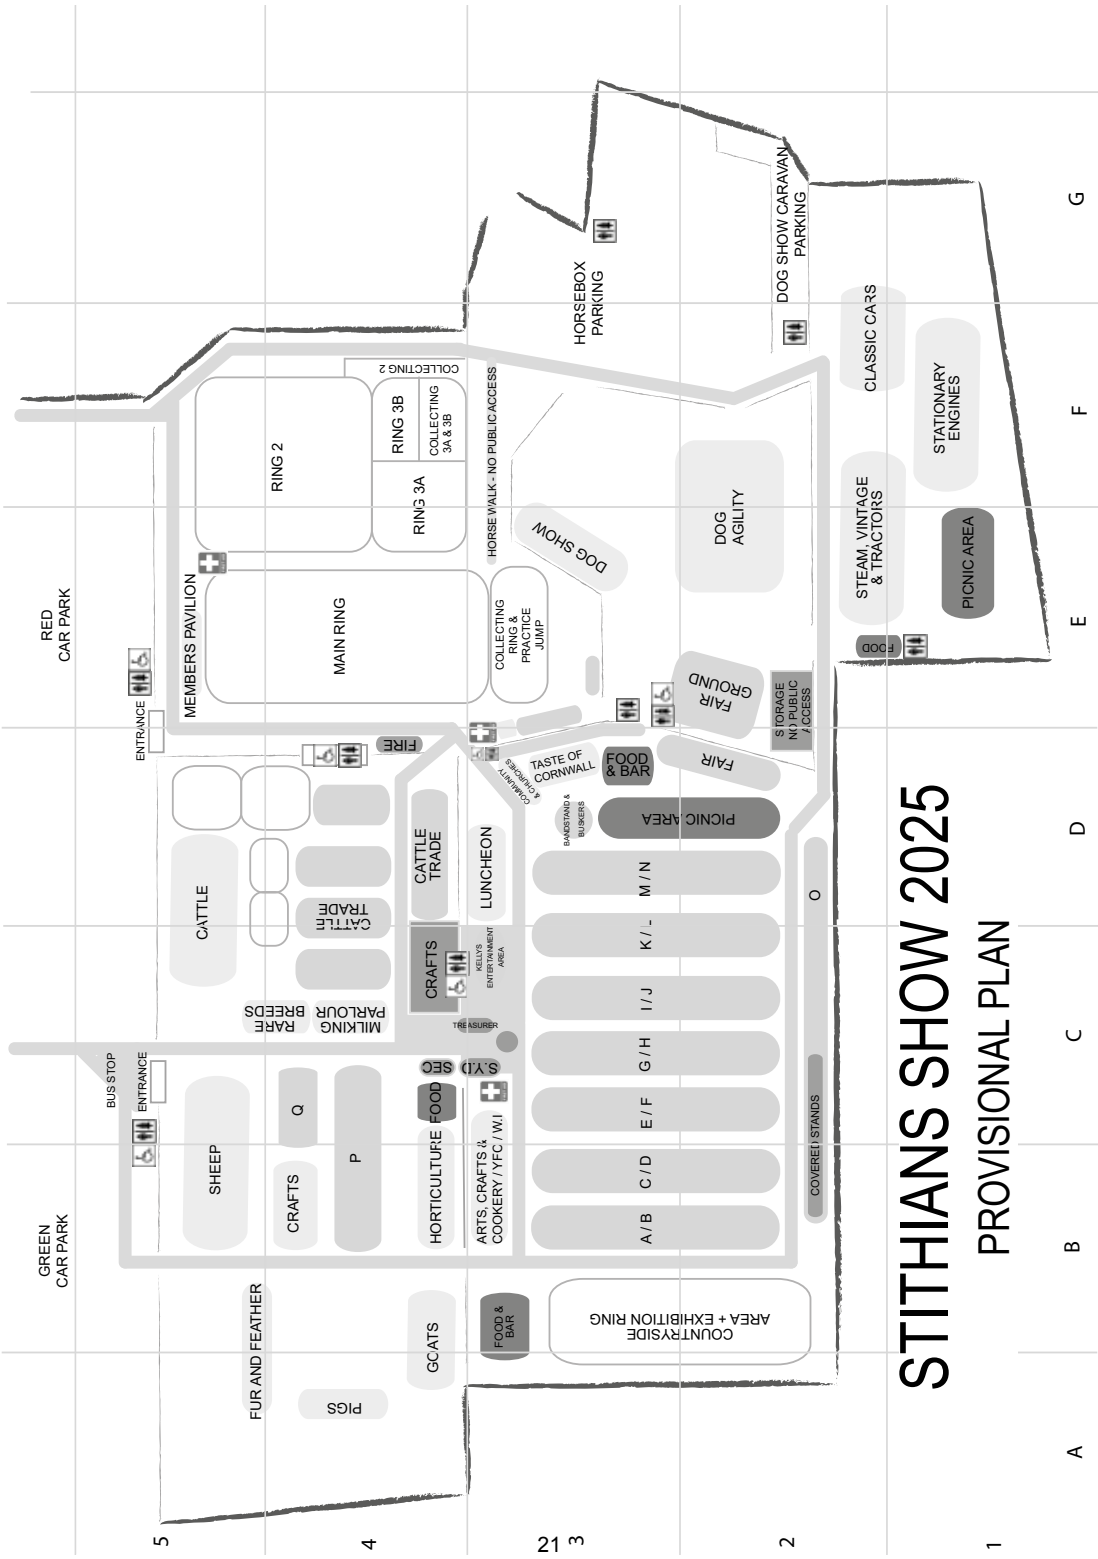 STITHIANS SHOW 2025
PROVISIONAL PLAN
RED
CAR PARK
GREEN
CAR PARK
BUS STOP
ENTRANCE
ENTRANCE
MEMBERS PAVILION
RING 2
COLLECTING 2
RING 3B
COLLECTING
3A & 3B
RING 3A
HORSE WALK - NO PUBLIC ACCESS
MAIN RING
COLLECTING
RING &
PRACTICE
JUMP
DOG SHOW
DOG
AGILITY
HORSEBOX
PARKING
DOG SHOW CARAVAN
PARKING
CLASSIC CARS
STATIONARY
ENGINES
STEAM, VINTAGE
& TRACTORS
PICNIC AREA
FOOD
FAIR
GROUND
STORAGE
NO PUBLIC
ACCESS
FAIR
FIRE
COMMUNITY
& CHURCHES
TASTE OF
CORNWALL
FOOD
& BAR
BANDSTAND &
BUSKERS
PICNIC AREA
CATTLE
CATTLE
TRADE
CATTLE
TRADE
LUNCHEON
CRAFTS
KELLYS
ENTERTAINMENT
AREA
TREASURER
RARE
BREEDS
MILKING
PARLOUR
SEC
S.Y.D
FOOD
HORTICULTURE
ARTS, CRAFTS &
COOKERY / YFC / W.I
SHEEP
Q
CRAFTS
P
M / N
K / L
I / J
G / H
E / F
C / D
A / B
O
COVERED STANDS
FUR AND FEATHER
PIGS
GOATS
FOOD &
BAR
COUNTRYSIDE
AREA + EXHIBITION RING
A
B
C
D
E
F
G
5
4
3
2
1
21